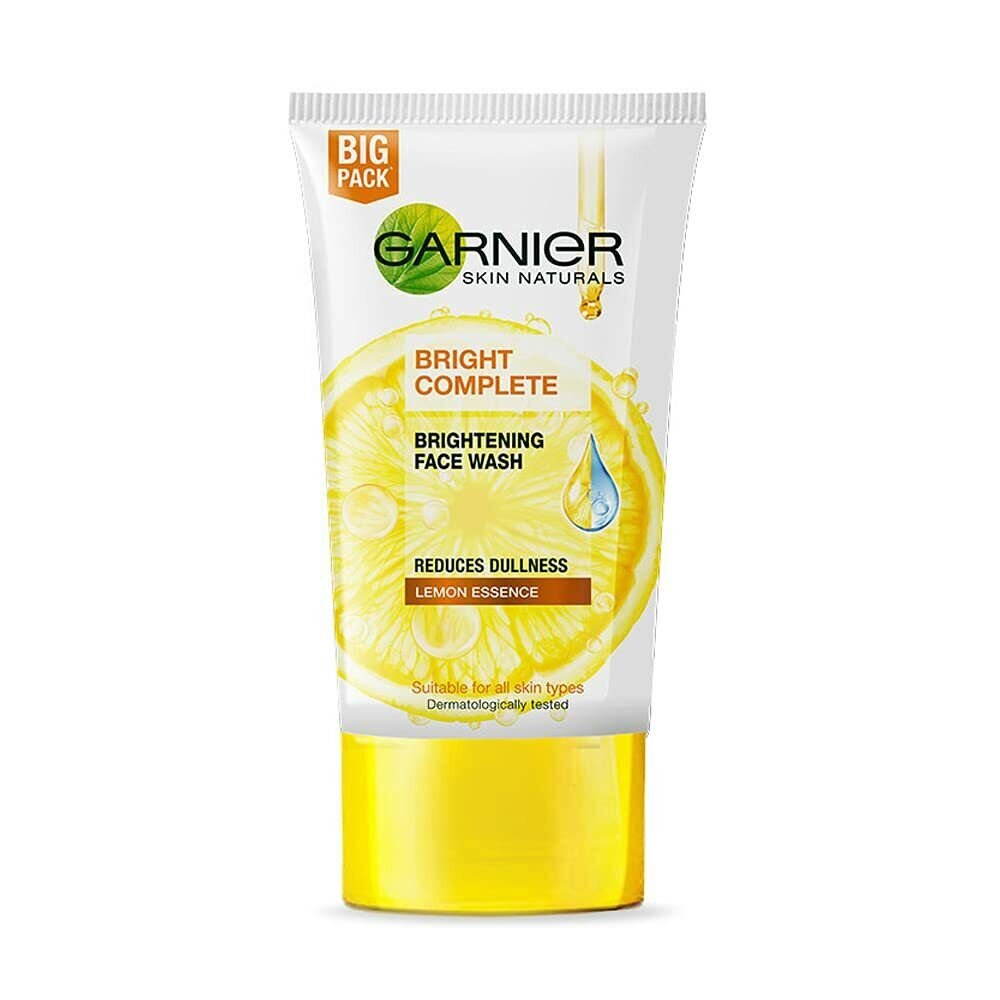 BIG
PACK*
GARNIER
SKIN NATURALS
BRIGHT
COMPLETE
BRIGHTENING
FACE WASH
REDUCES DULLNESS
LEMON ESSENCE
Suitable for all skin types
Dermatologically tested